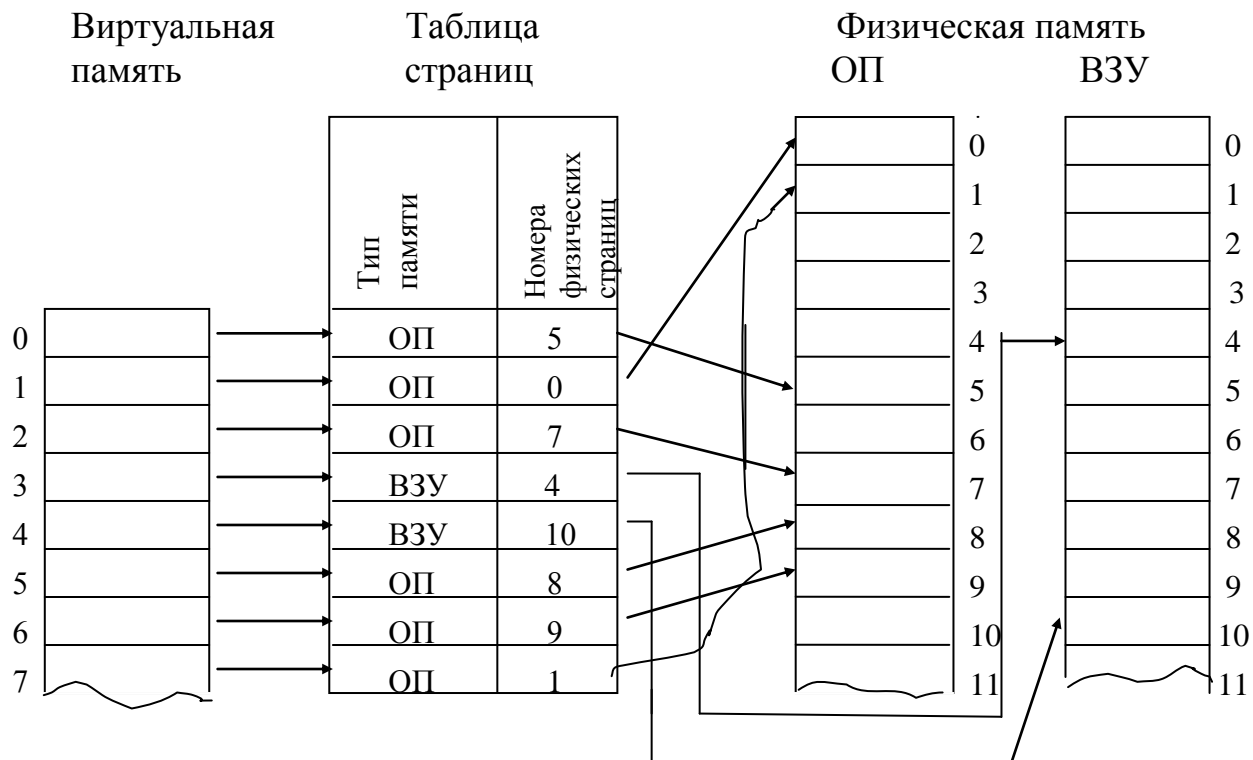 Виртуальная память
Таблица страниц
Физическая память
ОП ВЗУ
Тип памяти
Номера физических страниц
0 ОП 5
1 ОП 0
2 ОП 7
3 ВЗУ 4
4 ВЗУ 10
5 ОП 8
6 ОП 9
7 ОП 1
0
1
2
3
4
5
6
7
8
9
10
11
0
1
2
3
4
5
6
7
8
9
10
11